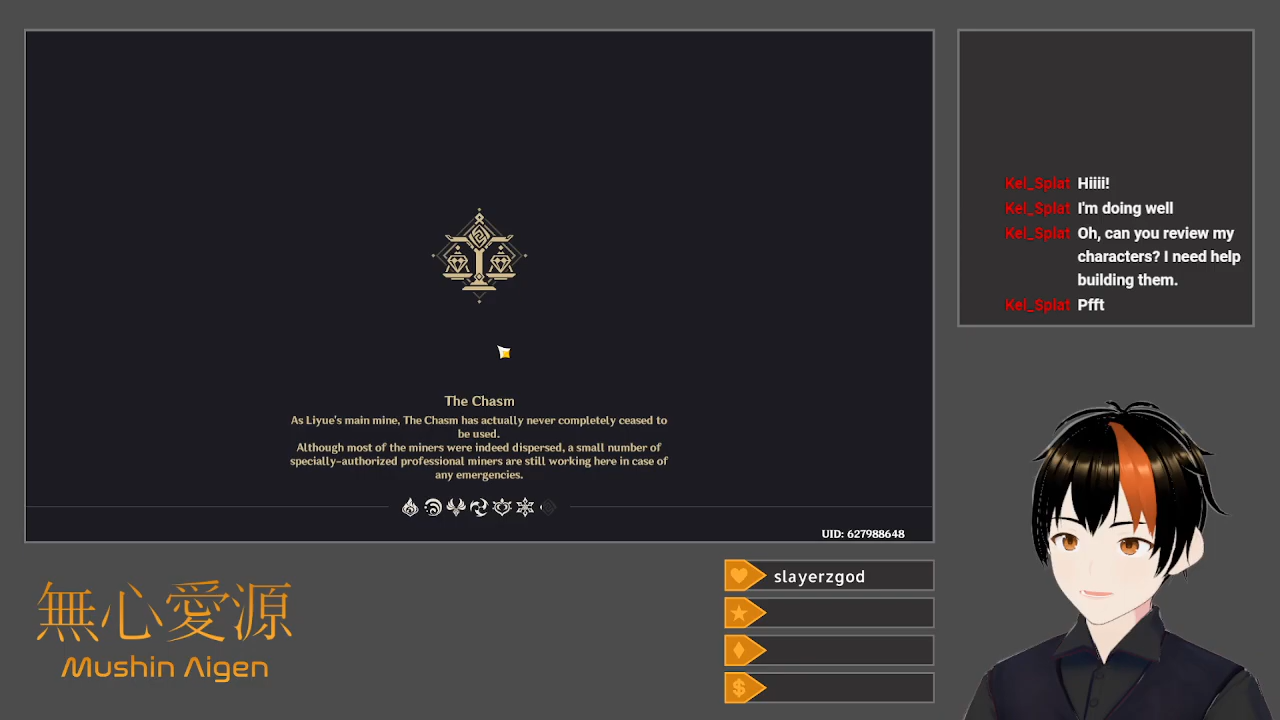 Kel_Splat Hiiii!
Kel_Splat I'm doing well
Kel_Splat Oh, can you review my
characters? I need help
building them.
Kel_Splat Pfft
The Chasm
As Liyue's main mine, The Chasm has actually never completely ceased to
be used.
Although most of the miners were indeed dispersed, a small number of
specially-authorized professional miners are still working here in case of
any emergencies.
UID: 627988648
slayerzgod
$
無心愛源
Mushin Aigen